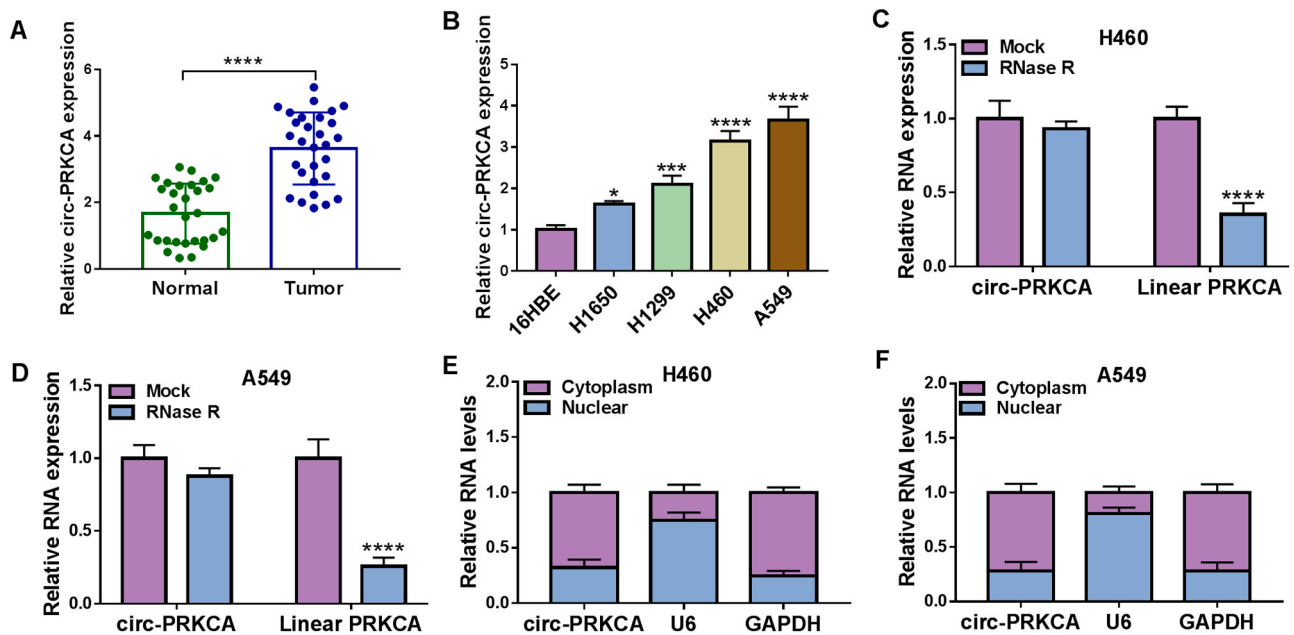 A
Relative circ-PRKCA expression
6
4
2
0
****
Normal
Tumor
B
Relative circ-PRKCA expression
5
4
3
2
1
0
*
***
****
****
16HBE
H1650
H1299
H460
A549
C
H460
Mock
RNase R
Relative RNA expression
1.5
1.0
0.5
0.0
****
circ-PRKCA
Linear PRKCA
D
A549
Mock
RNase R
Relative RNA expression
1.5
1.0
0.5
0.0
****
circ-PRKCA
Linear PRKCA
E
H460
Cytoplasm
Nuclear
Relative RNA levels
2.0
1.5
1.0
0.5
0.0
circ-PRKCA
U6
GAPDH
F
A549
Cytoplasm
Nuclear
Relative RNA levels
2.0
1.5
1.0
0.5
0.0
circ-PRKCA
U6
GAPDH